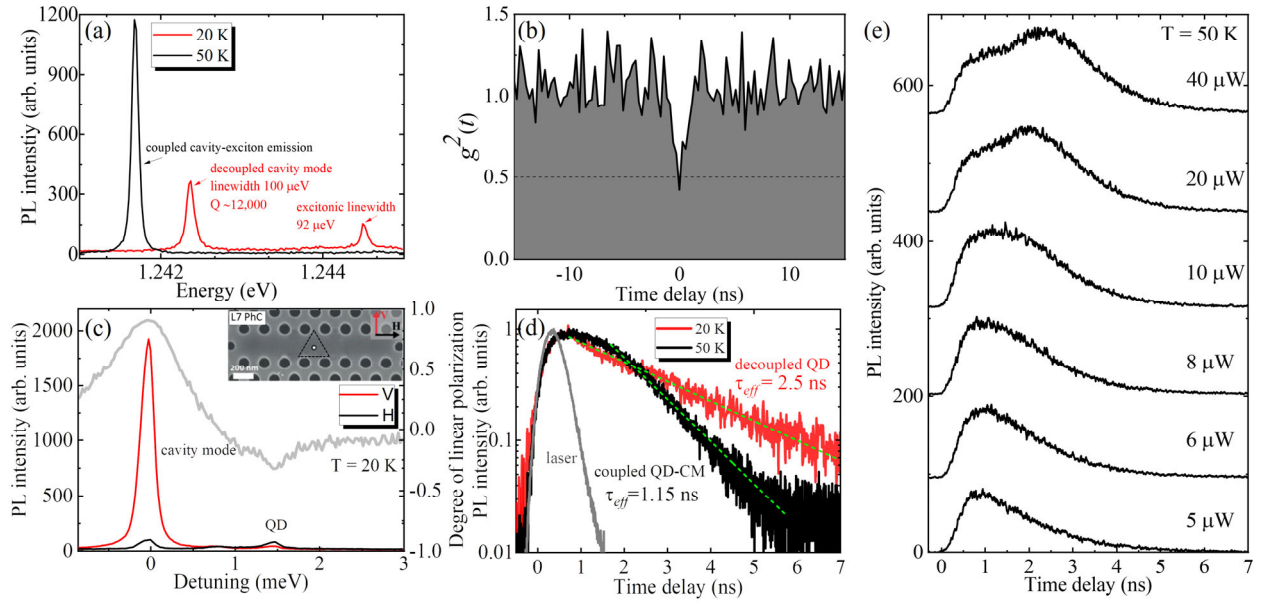 (a)
20 K
50 K
coupled cavity-exciton emission
decoupled cavity mode
linewidth 100 μeV
Q ~12,000
excitonic linewidth
92 μeV
PL intenstiy (arb. units)
1200
900
600
300
0
1.242
1.244
Energy (eV)
(b)
g²(t)
1.5
1.0
0.5
0.0
-10
0
10
Time delay (ns)
(c)
L7 PhC
V
H
200 nm
V
H
cavity mode
T = 20 K
QD
PL intensity (arb. units)
2000
1500
1000
500
0
1.0
0.5
0.0
-0.5
-1.0
Degree of linear polarization
0
1
2
3
Detuning (meV)
(d)
20 K
50 K
decoupled QD
τeff = 2.5 ns
laser
coupled QD-CM
τeff=1.15 ns
PL intensity (arb. units)
1.0
0.1
0.01
0 1 2 3 4 5 6 7
Time delay (ns)
(e)
T = 50 K
40 μW
20 μW
10 μW
8 μW
6 μW
5 μW
PL intensity (arb. units)
600
400
200
0
0 1 2 3 4 5 6 7
Time delay (ns)